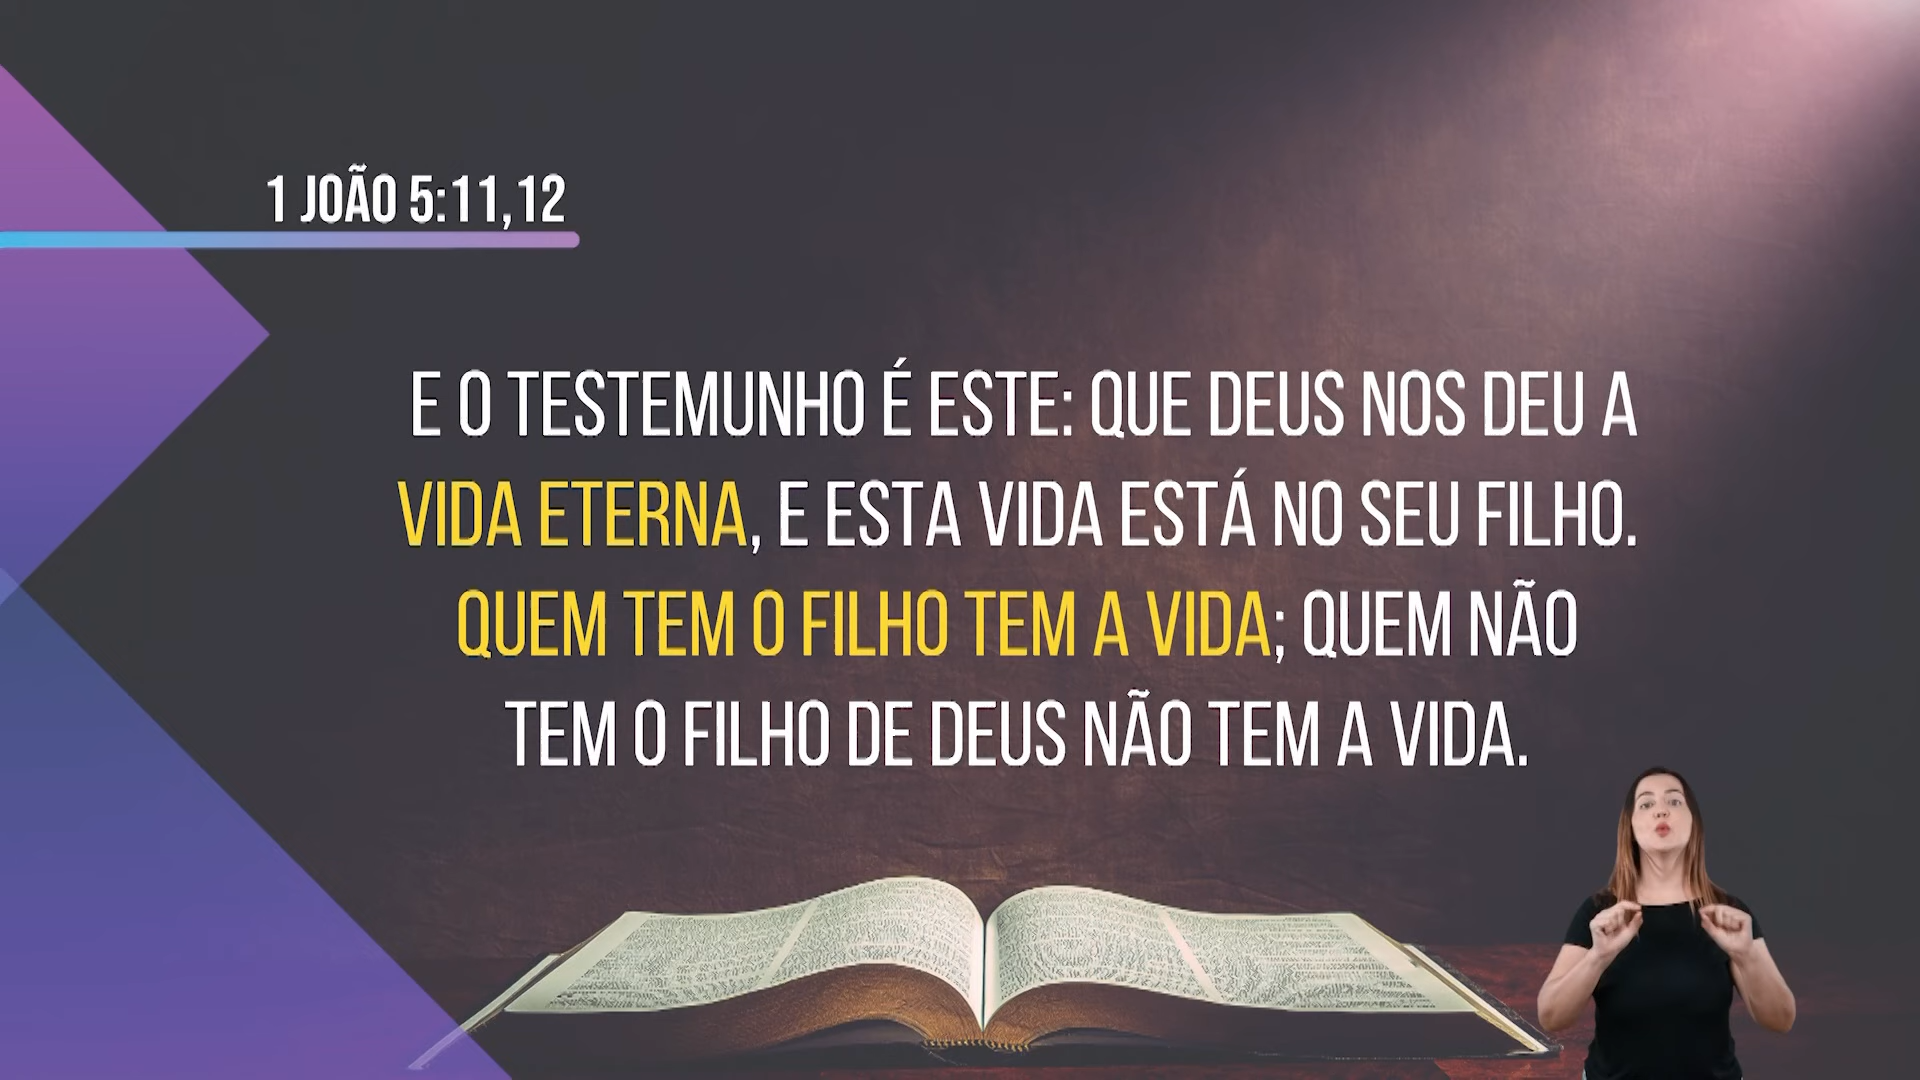 1 JOÃO 5:11,12
E O TESTEMUNHO É ESTE: QUE DEUS NOS DEU A
VIDA ETERNA, E ESTA VIDA ESTÁ NO SEU FILHO.
QUEM TEM O FILHO TEM A VIDA; QUEM NÃO
TEM O FILHO DE DEUS NÃO TEM A VIDA.